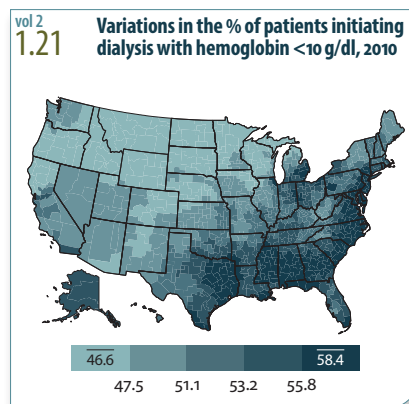 vol 2
1.21
Variations in the % of patients initiating
dialysis with hemoglobin <10 g/dl, 2010
46.6 58.4
47.5 51.1 53.2 55.8